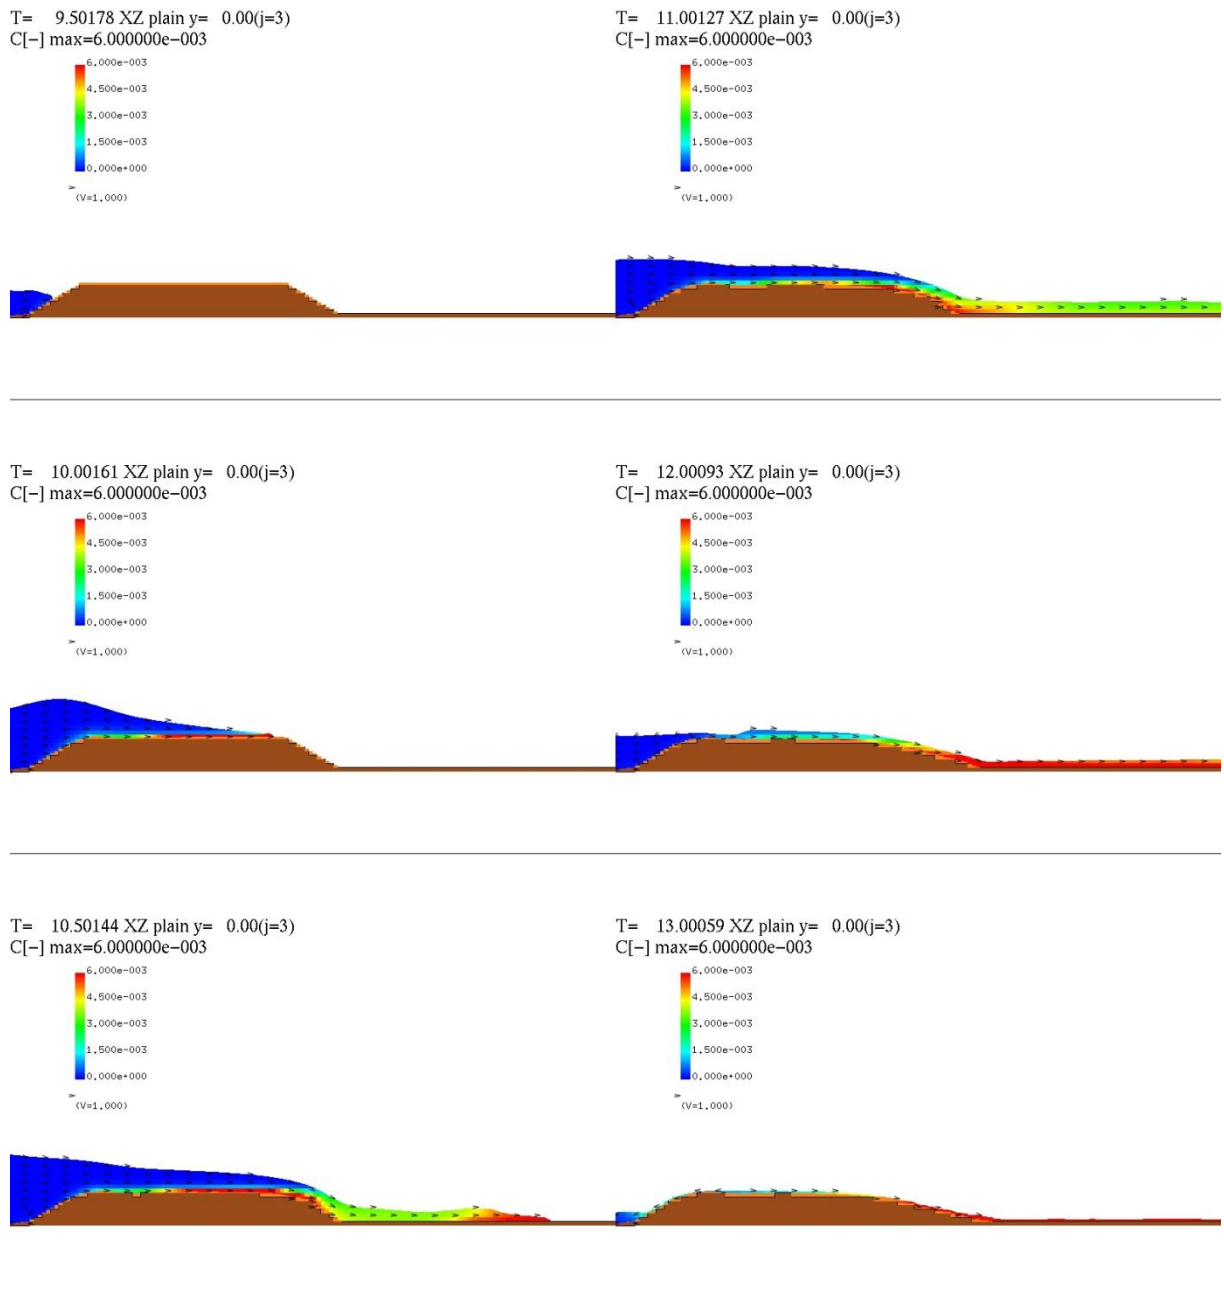 T= 9.50178 XZ plain y= 0.00(j=3)
C[−] max=6.000000e−003
6.000e-003
4.500e-003
3.000e-003
1.500e-003
0.000e+000
(V=1.000)
T= 10.00161 XZ plain y= 0.00(j=3)
C[−] max=6.000000e−003
6.000e-003
4.500e-003
3.000e-003
1.500e-003
0.000e+000
(V=1.000)
T= 10.50144 XZ plain y= 0.00(j=3)
C[−] max=6.000000e−003
6.000e-003
4.500e-003
3.000e-003
1.500e-003
0.000e+000
(V=1.000)
T= 11.00127 XZ plain y= 0.00(j=3)
C[−] max=6.000000e−003
6.000e-003
4.500e-003
3.000e-003
1.500e-003
0.000e+000
(V=1.000)
T= 12.00093 XZ plain y= 0.00(j=3)
C[−] max=6.000000e−003
6.000e-003
4.500e-003
3.000e-003
1.500e-003
0.000e+000
(V=1.000)
T= 13.00059 XZ plain y= 0.00(j=3)
C[−] max=6.000000e−003
6.000e-003
4.500e-003
3.000e-003
1.500e-003
0.000e+000
(V=1.000)